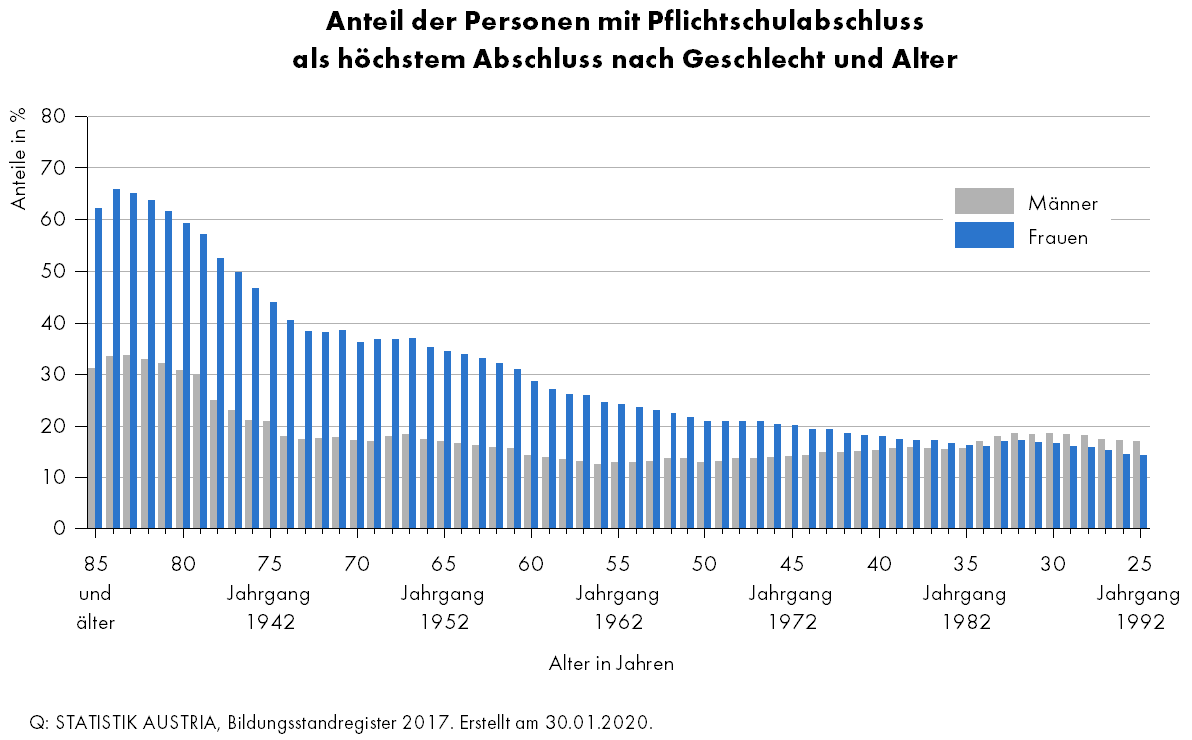 Anteil der Personen mit Pflichtschulabschluss
als höchstem Abschluss nach Geschlecht und Alter
Anteile in %
80
70
60
50
40
30
20
10
0
Männer
Frauen
85 80 75 70 65 60 55 50 45 40 35 30 25
und Jahrgang Jahrgang Jahrgang Jahrgang Jahrgang Jahrgang
älter 1942 1952 1962 1972 1982 1992
Alter in Jahren
Q: STATISTIK AUSTRIA, Bildungsstandregister 2017. Erstellt am 30.01.2020.